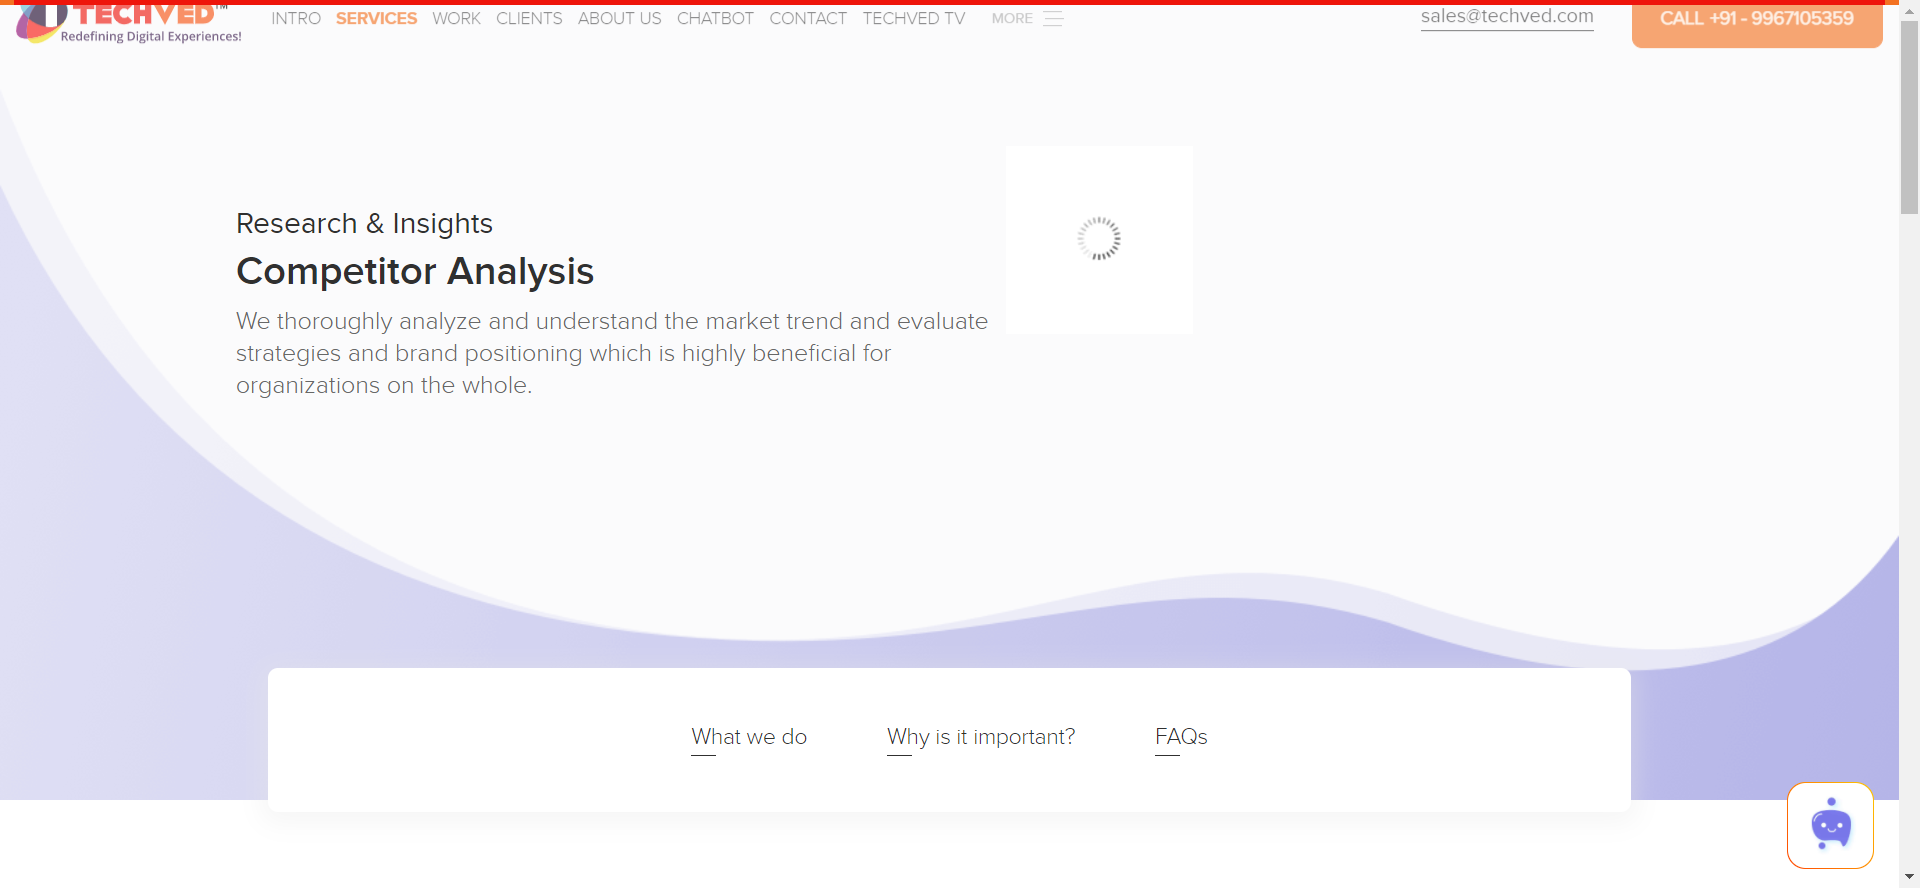 TECHVED™
Redefining Digital Experiences!
INTRO SERVICES WORK CLIENTS ABOUT US CHATBOT CONTACT TECHVED TV MORE
sales@techved.com
CALL +91 - 9967105359
Research & Insights
Competitor Analysis
We thoroughly analyze and understand the market trend and evaluate
strategies and brand positioning which is highly beneficial for
organizations on the whole.
What we do
Why is it important?
FAQs